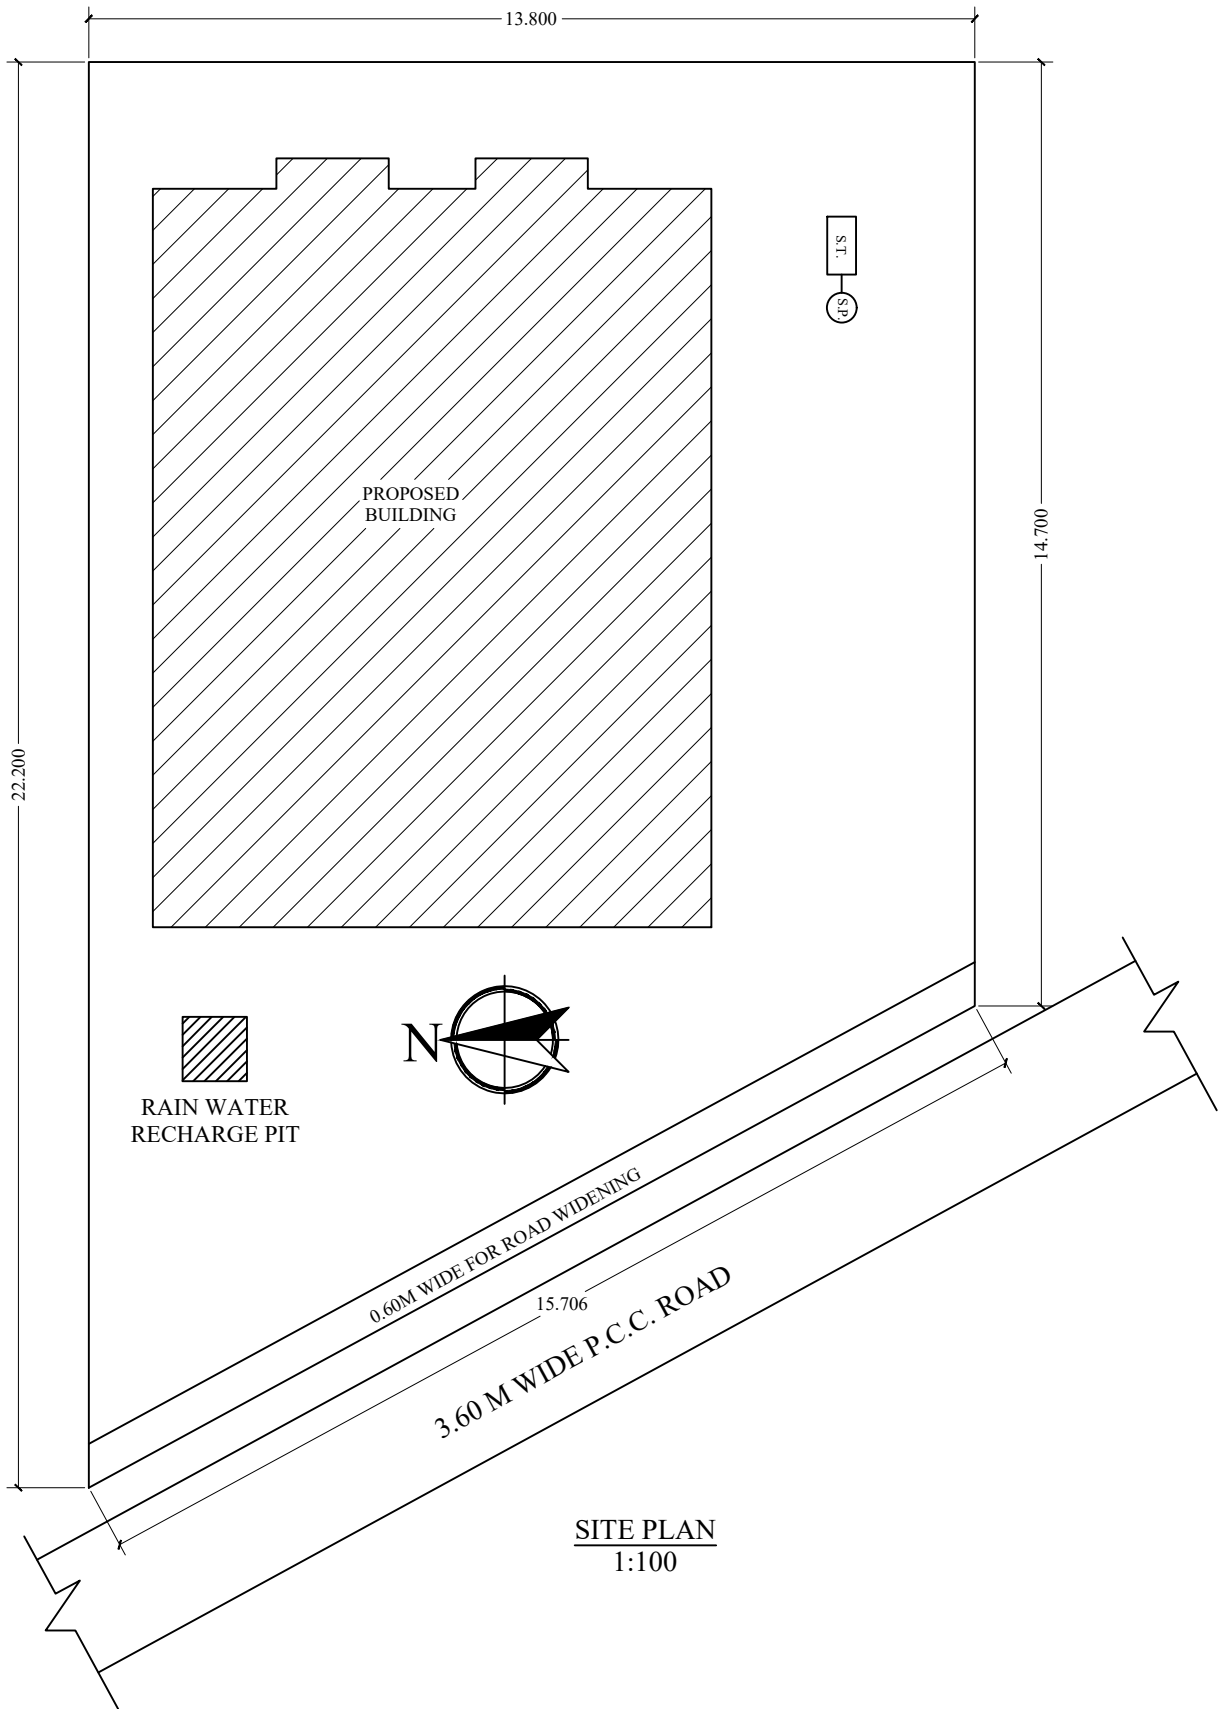 13.800
S.T.
S.P.
PROPOSED
BUILDING
14.700
22.200
N
RAIN WATER
RECHARGE PIT
0.60M WIDE FOR ROAD WIDENING
15.706
3.60 M WIDE P.C.C. ROAD
SITE PLAN
1:100